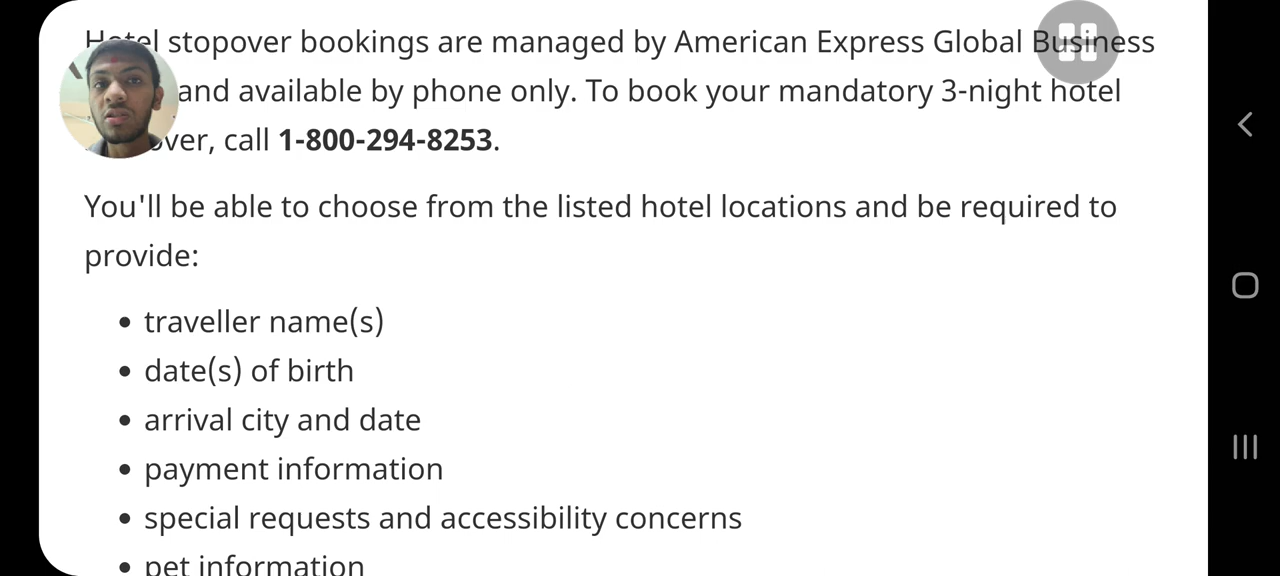 Hotel stopover bookings are managed by American Express Global Business
and available by phone only. To book your mandatory 3-night hotel
call 1-800-294-8253.
You'll be able to choose from the listed hotel locations and be required to
provide:
• traveller name(s)
• date(s) of birth
• arrival city and date
• payment information
• special requests and accessibility concerns
• pet information